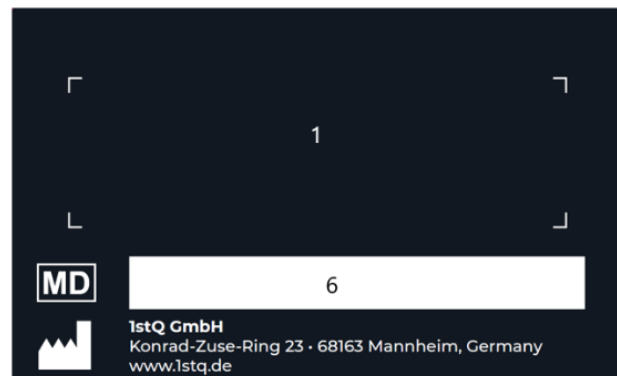 1
MD
6
1stQ GmbH
Konrad-Zuse-Ring 23 • 68163 Mannheim, Germany
www.1stq.de